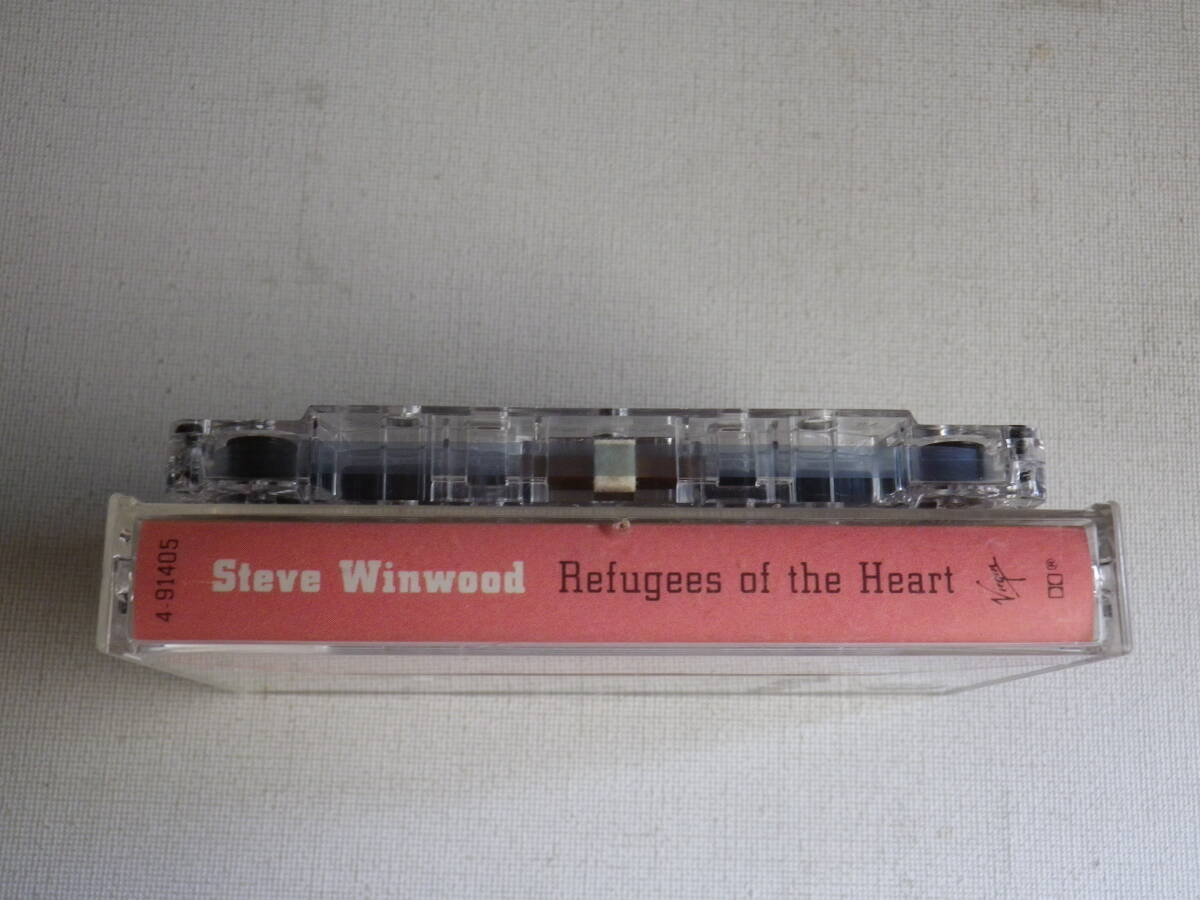 4-91405
Steve Winwood Refugees of the Heart
Virgin
®